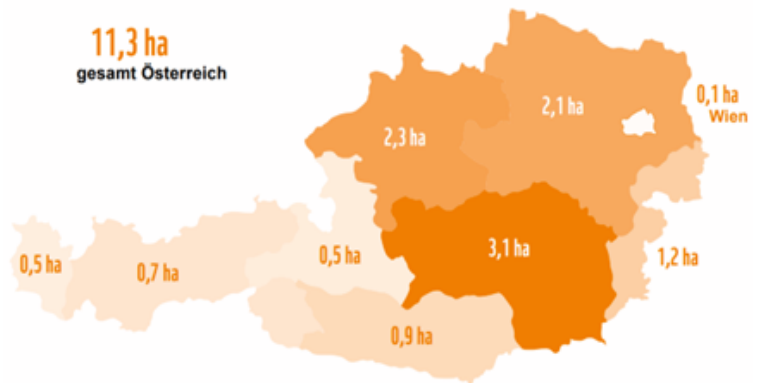 11,3 ha
gesamt Österreich
0,1 ha
Wien
2,1 ha
2,3 ha
3,1 ha
0,5 ha
1,2 ha
0,5 ha
0,7 ha
0,9 ha